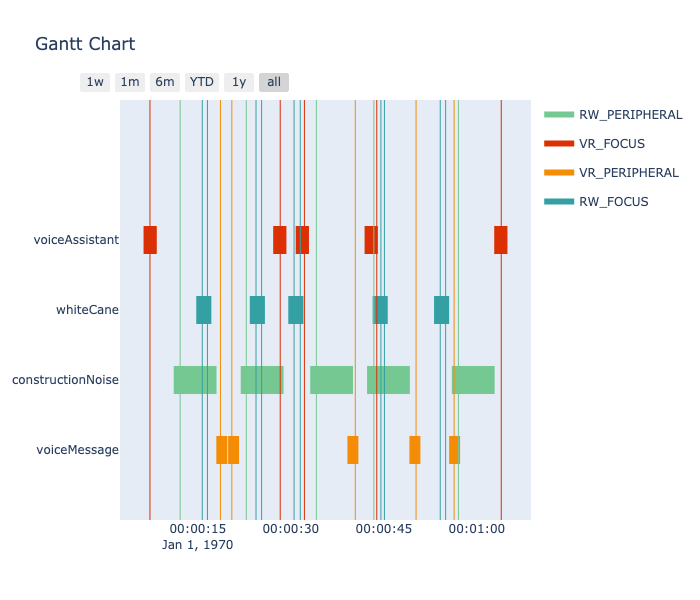 Gantt Chart
1w 1m 6m YTD 1y all
RW_PERIPHERAL
VR_FOCUS
VR_PERIPHERAL
RW_FOCUS
voiceAssistant
whiteCane
constructionNoise
voiceMessage
00:00:15 00:00:30 00:00:45 00:01:00
Jan 1, 1970